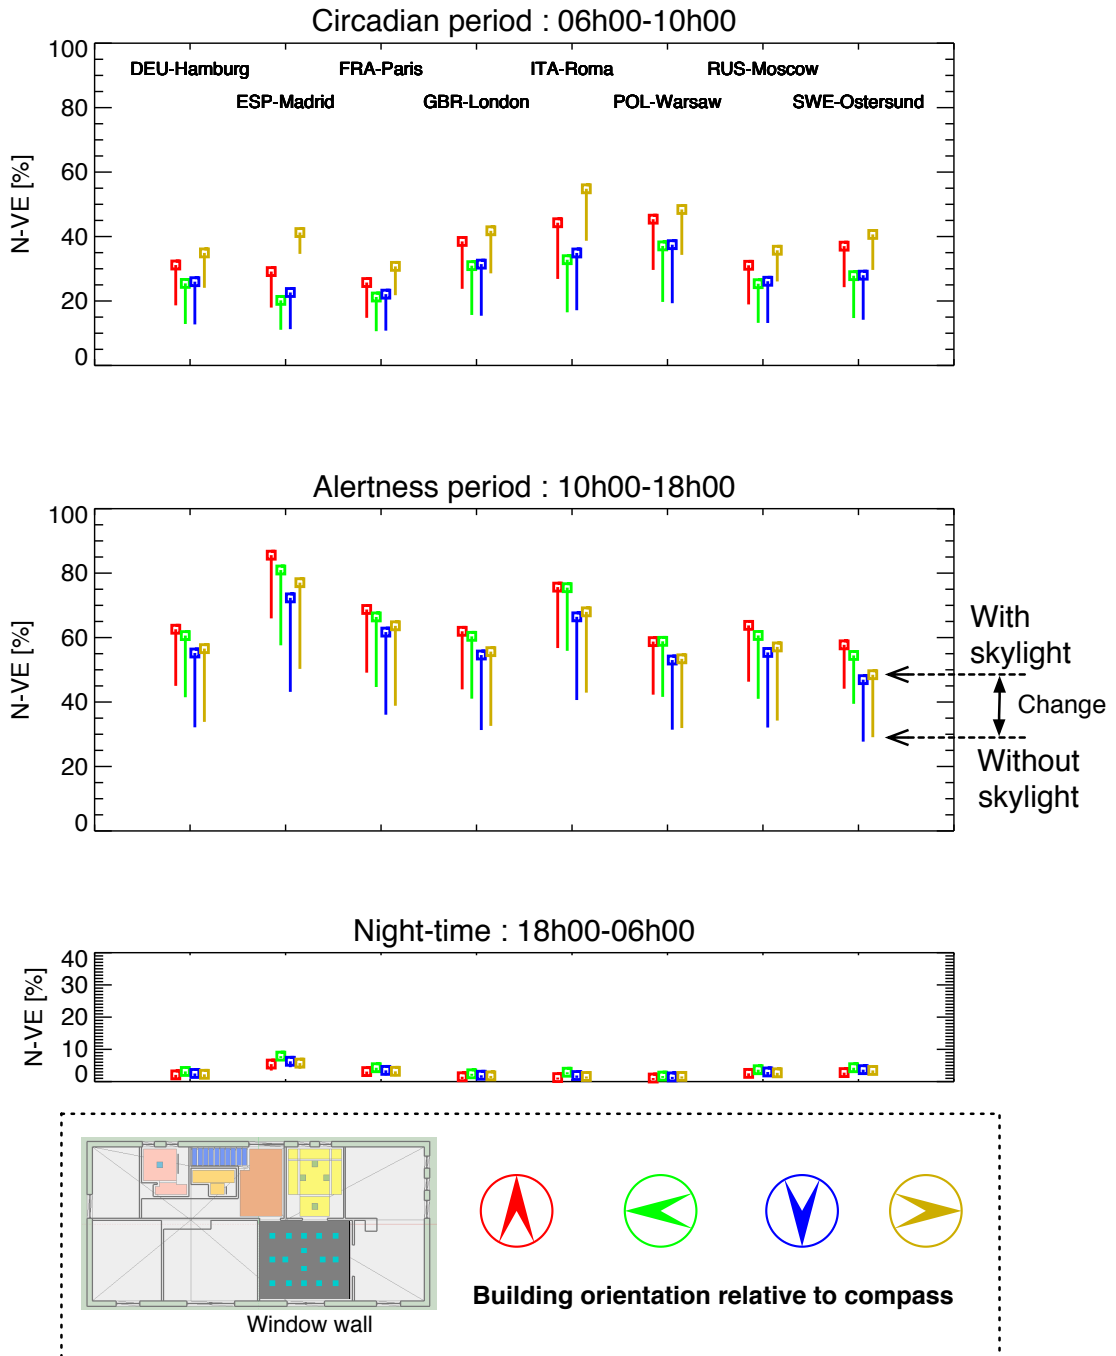 Circadian period : 06h00-10h00
100
80
60
40
20
0
N-VE [%]
DEU-Hamburg
FRA-Paris
ITA-Roma
RUS-Moscow
ESP-Madrid
GBR-London
POL-Warsaw
SWE-Ostersund
Alertness period : 10h00-18h00
100
80
60
40
20
0
N-VE [%]
With
skylight
Change
Without
skylight
Night-time : 18h00-06h00
40
30
20
10
0
N-VE [%]
Window wall
Building orientation relative to compass